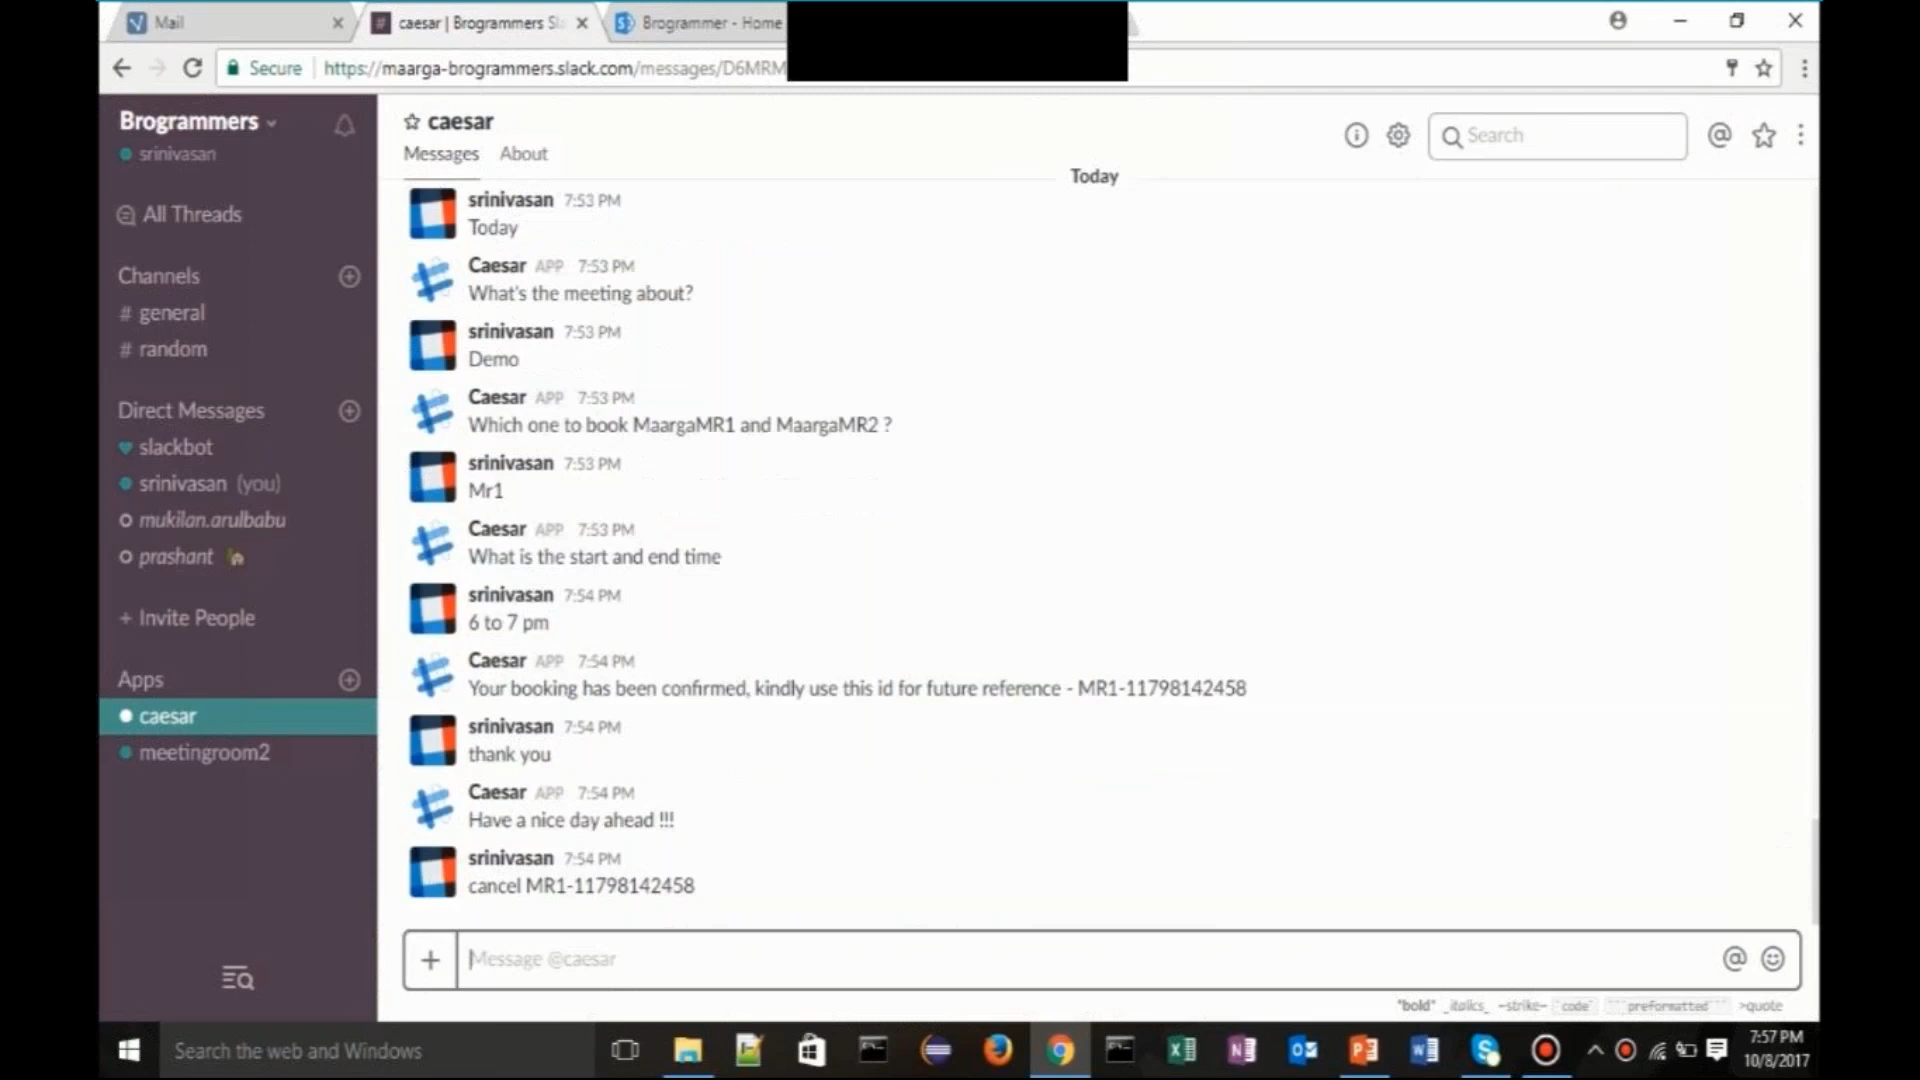 Mail
caesar | Brogrammers Sla
Brogrammer - Home
Secure
https://maarga-brogrammers.slack.com/messages/D6MRM
Brogrammers
srinivasan
All Threads
Channels
# general
# random
Direct Messages
slackbot
srinivasan (you)
mukilan.arulbabu
prashant
+ Invite People
Apps
caesar
meetingroom2
caesar
Messages About
Search
Today
srinivasan 7:53 PM
Today
Caesar APP 7:53 PM
What's the meeting about?
srinivasan 7:53 PM
Demo
Caesar APP 7:53 PM
Which one to book MaargaMR1 and MaargaMR2 ?
srinivasan 7:53 PM
Mr1
Caesar APP 7:53 PM
What is the start and end time
srinivasan 7:54 PM
6 to 7 pm
Caesar APP 7:54 PM
Your booking has been confirmed, kindly use this id for future reference - MR1-11798142458
srinivasan 7:54 PM
thank you
Caesar APP 7:54 PM
Have a nice day ahead !!!
srinivasan 7:54 PM
cancel MR1-11798142458
Message @caesar
*bold* _italics_ ~strike~ `code` ```preformatted``` >quote
Search the web and Windows
7:57 PM
10/8/2017